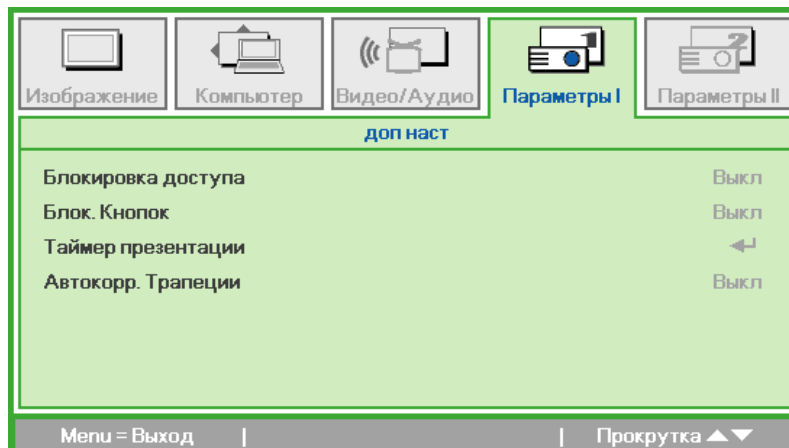 Изображение Компьютер Видео/Аудио Параметры I Параметры II
доп наст
Блокировка доступа Выкл
Блок. Кнопок Выкл
Таймер презентации
Автокорр. Трапеции Выкл
Menu = Выход | | Прокрутка ▲▼